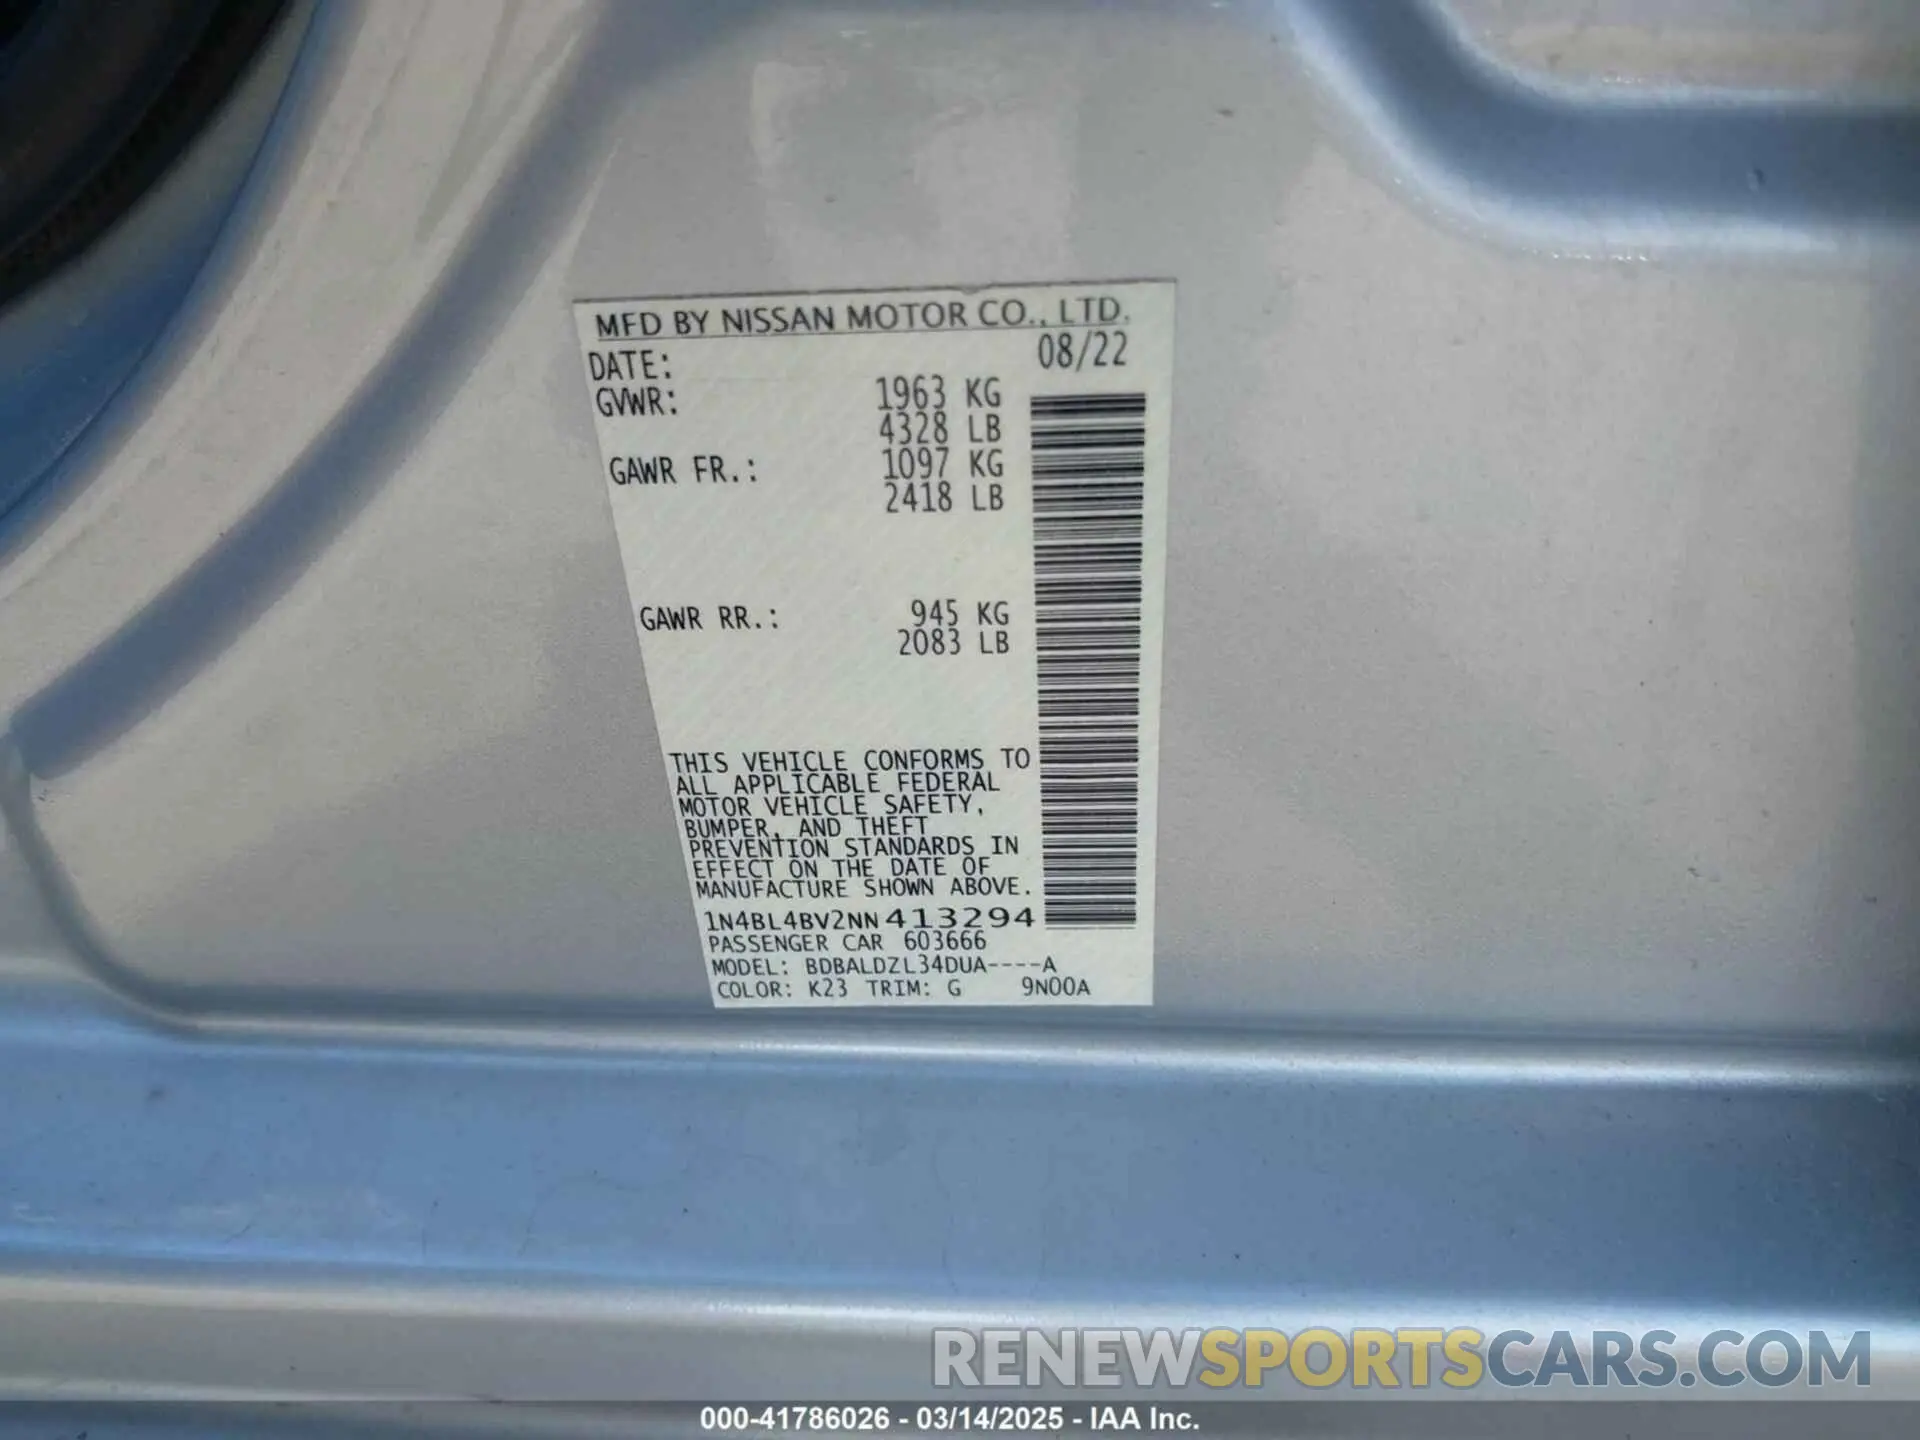 MFD BY NISSAN MOTOR CO., LTD.
DATE: 08/22
GVWR: 1963 KG
4328 LB
GAWR FR.: 1097 KG
2418 LB
GAWR RR.: 945 KG
2083 LB
THIS VEHICLE CONFORMS TO
ALL APPLICABLE FEDERAL
MOTOR VEHICLE SAFETY,
BUMPER, AND THEFT
PREVENTION STANDARDS IN
EFFECT ON THE DATE OF
MANUFACTURE SHOWN ABOVE.
1N4BL4BV2NN413294
PASSENGER CAR 603666
MODEL: BDBALDZL34DUA----A
COLOR: K23 TRIM: G 9N00A
RENEWSPORTSCARS.COM
000-41786026 - 03/14/2025 - IAA Inc.